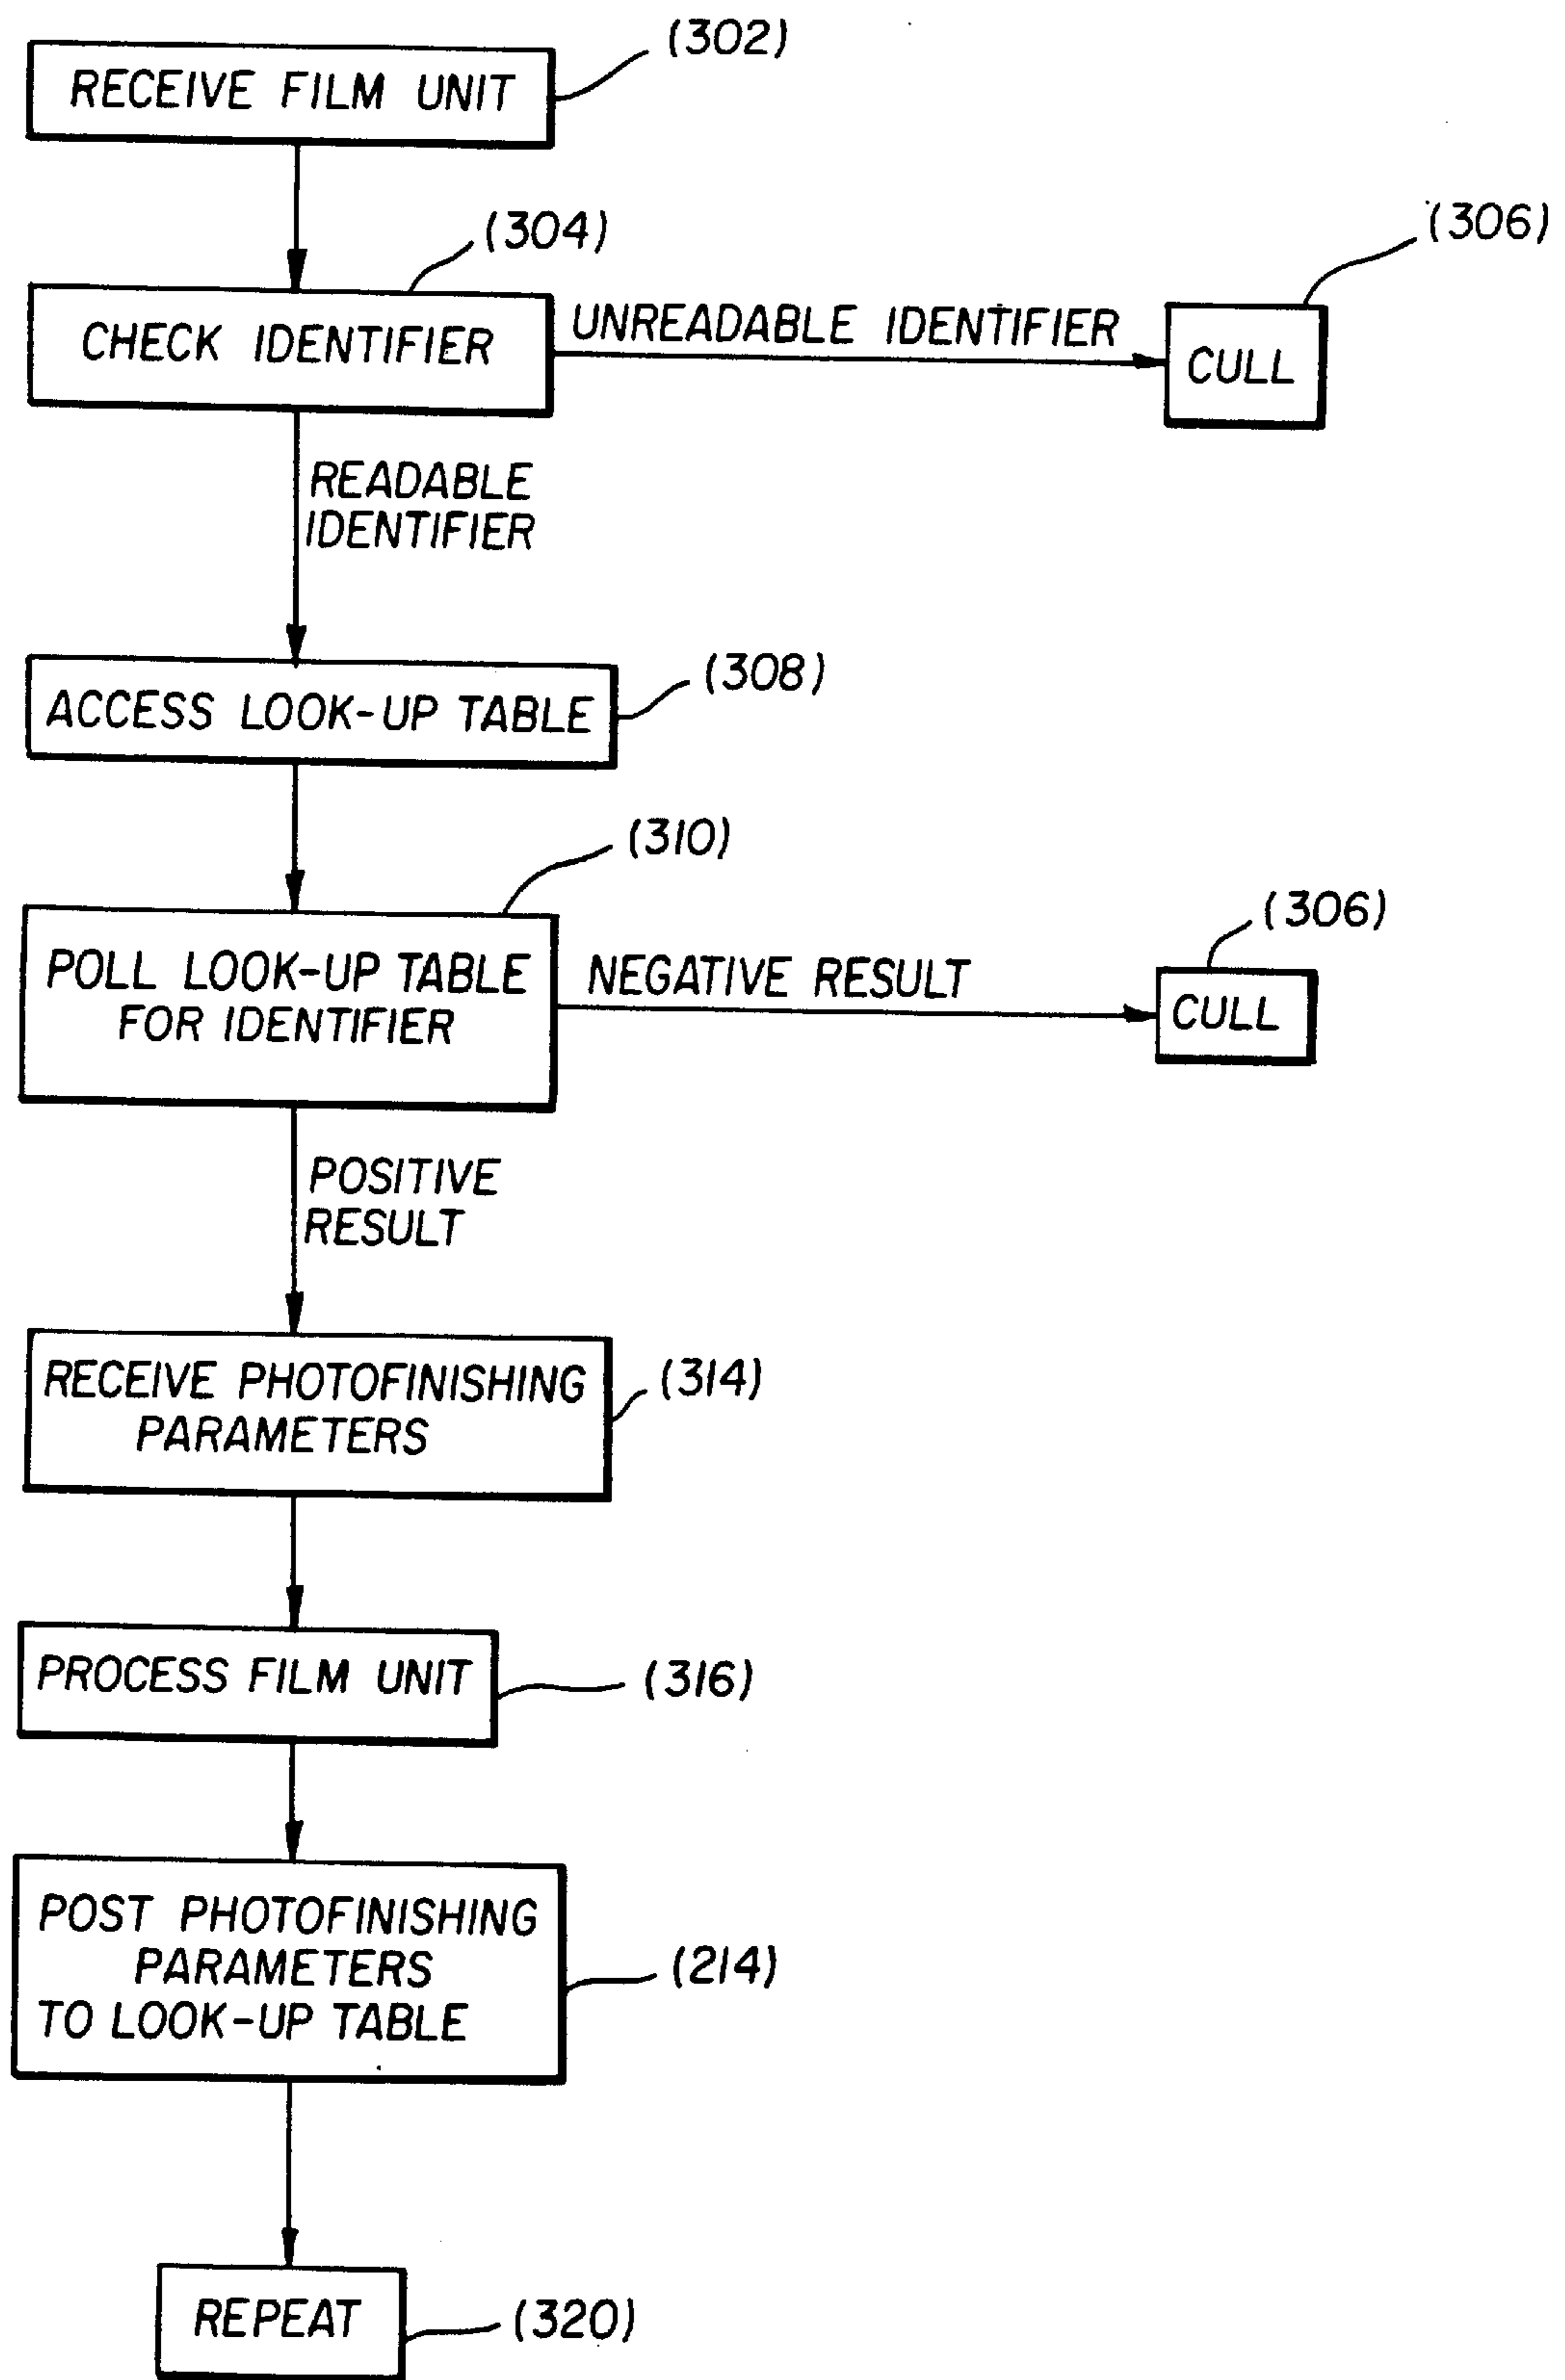 (302)
RECEIVE FILM UNIT
(304)
(306)
CHECK IDENTIFIER
UNREADABLE IDENTIFIER
CULL
READABLE
IDENTIFIER
(308)
ACCESS LOOK-UP TABLE
(310)
(306)
POLL LOOK-UP TABLE
FOR IDENTIFIER
NEGATIVE RESULT
CULL
POSITIVE
RESULT
RECEIVE PHOTOFINISHING
PARAMETERS
(314)
PROCESS FILM UNIT
(316)
POST PHOTOFINISHING
PARAMETERS
TO LOOK-UP TABLE
(214)
REPEAT
(320)